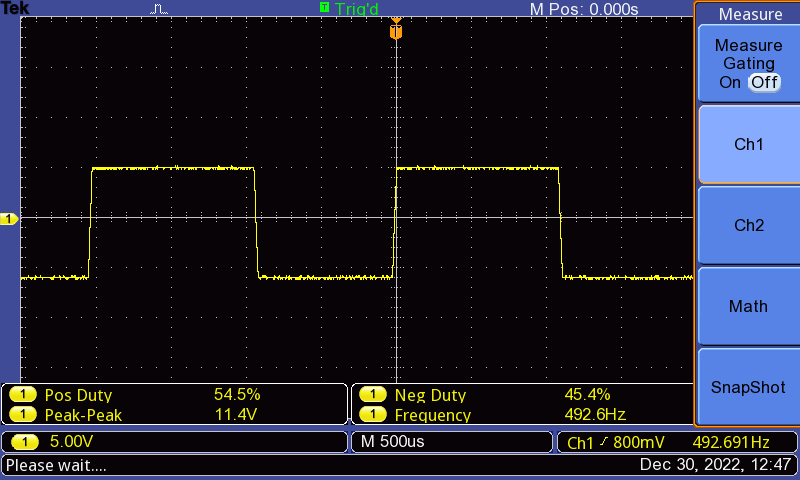 Tek T Trig'd M Pos: 0.000s
T
Measure
Measure
Gating
On Off
Ch1
1
Ch2
Math
SnapShot
1 Pos Duty 54.5% 1 Neg Duty 45.4%
1 Peak-Peak 11.4V 1 Frequency 492.6Hz
1 5.00V M 500us Ch1 800mV 492.691Hz
Please wait.... Dec 30, 2022, 12:47